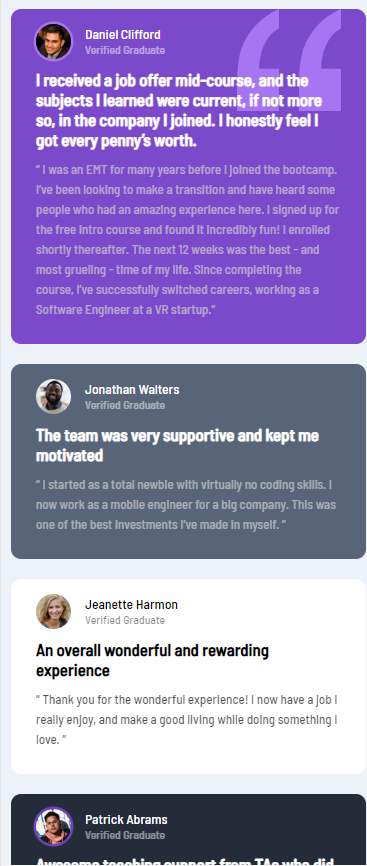 Daniel Clifford
Verified Graduate
I received a job offer mid-course, and the
subjects I learned were current, if not more
so, in the company I joined. I honestly feel I
got every penny's worth.
“ I was an EMT for many years before I joined the bootcamp.
I've been looking to make a transition and have heard some
people who had an amazing experience here. I signed up for
the free intro course and found it incredibly fun! I enrolled
shortly thereafter. The next 12 weeks was the best - and
most grueling - time of my life. Since completing the
course, I've successfully switched careers, working as a
Software Engineer at a VR startup.”
Jonathan Walters
Verified Graduate
The team was very supportive and kept me
motivated
“ I started as a total newbie with virtually no coding skills. I
now work as a mobile engineer for a big company. This was
one of the best investments I've made in myself. ”
Jeanette Harmon
Verified Graduate
An overall wonderful and rewarding
experience
“ Thank you for the wonderful experience! I now have a job I
really enjoy, and make a good living while doing something I
love. ”
Patrick Abrams
Verified Graduate
Awesome teaching support from TAs who did